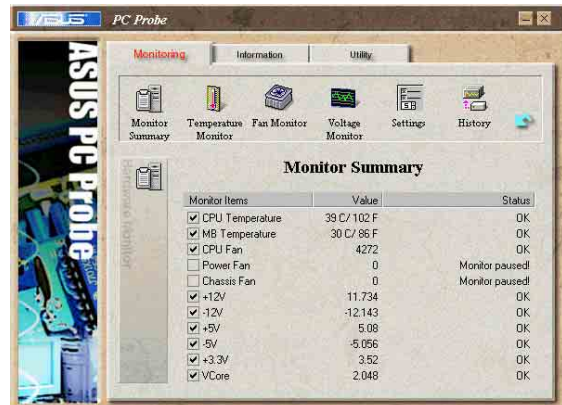 ASUS PC Probe
Monitoring Information Utility
Monitor Summary
Temperature Monitor
Fan Monitor
Voltage Monitor
Settings
History
ASUS PC Probe
Hardware Monitor
Monitor Summary
Monitor Items Value Status
CPU Temperature 39 C/ 102 F OK
MB Temperature 30 C/ 86 F OK
CPU Fan 4272 OK
Power Fan 0 Monitor paused!
Chassis Fan 0 Monitor paused!
+12V 11.734 OK
-12V -12.143 OK
+5V 5.08 OK
-5V -5.056 OK
+3.3V 3.52 OK
VCore 2.048 OK